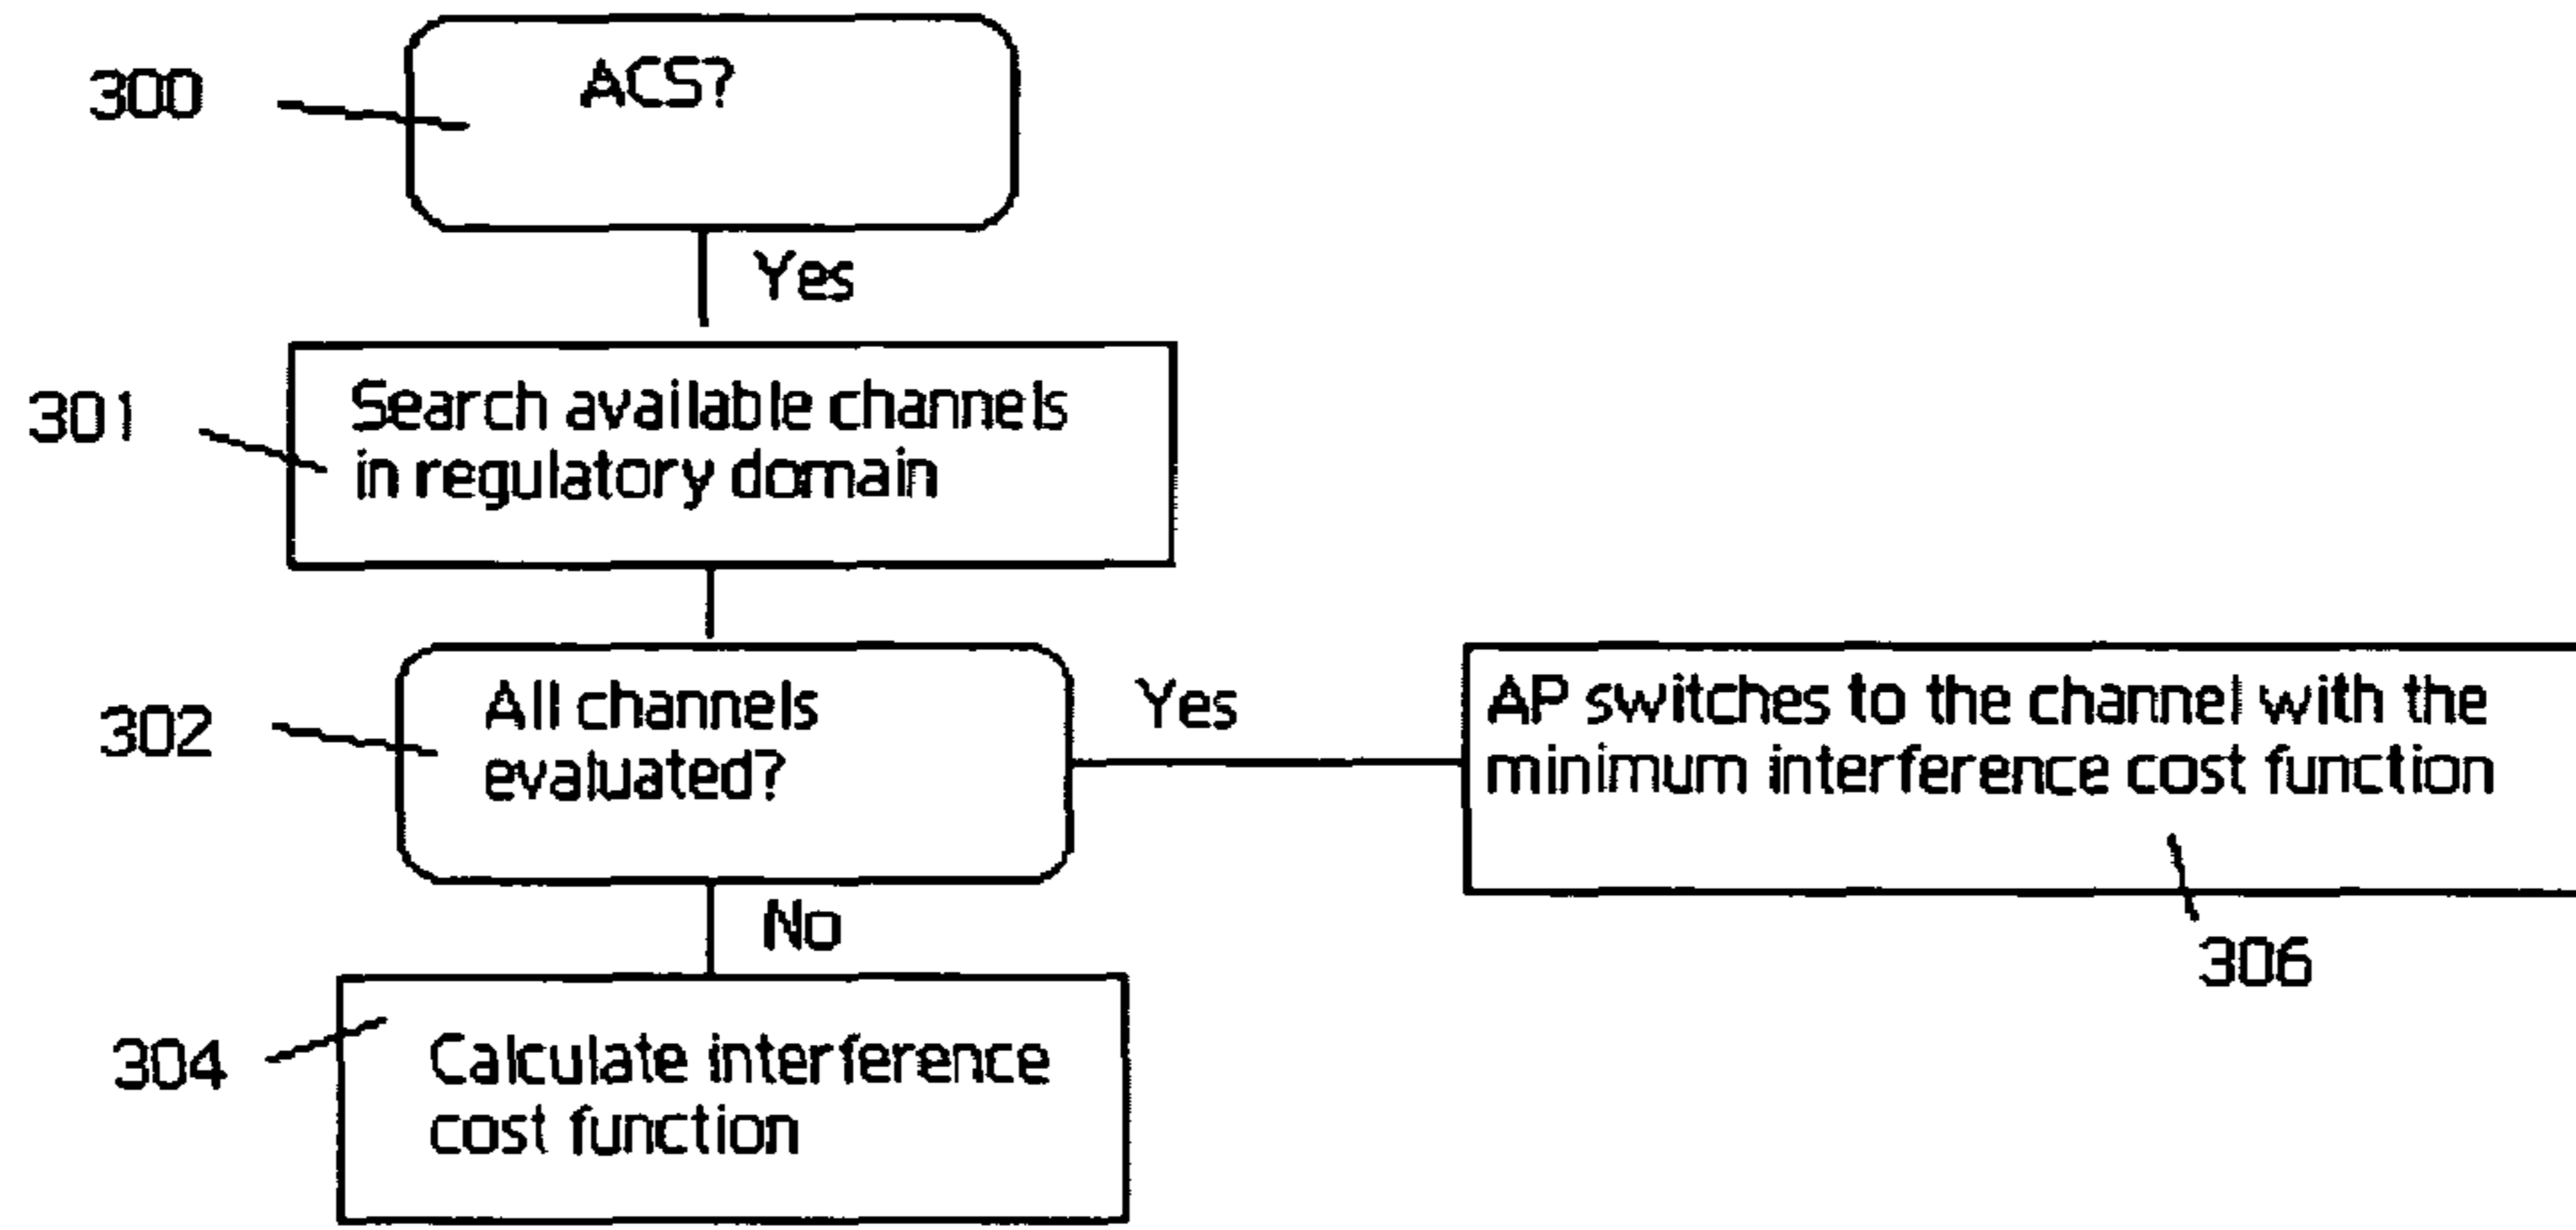 300
ACS?
Yes
301
Search available channels
in regulatory domain
302
All channels
evaluated?
Yes
AP switches to the channel with the
minimum interference cost function
306
No
304
Calculate interference
cost function